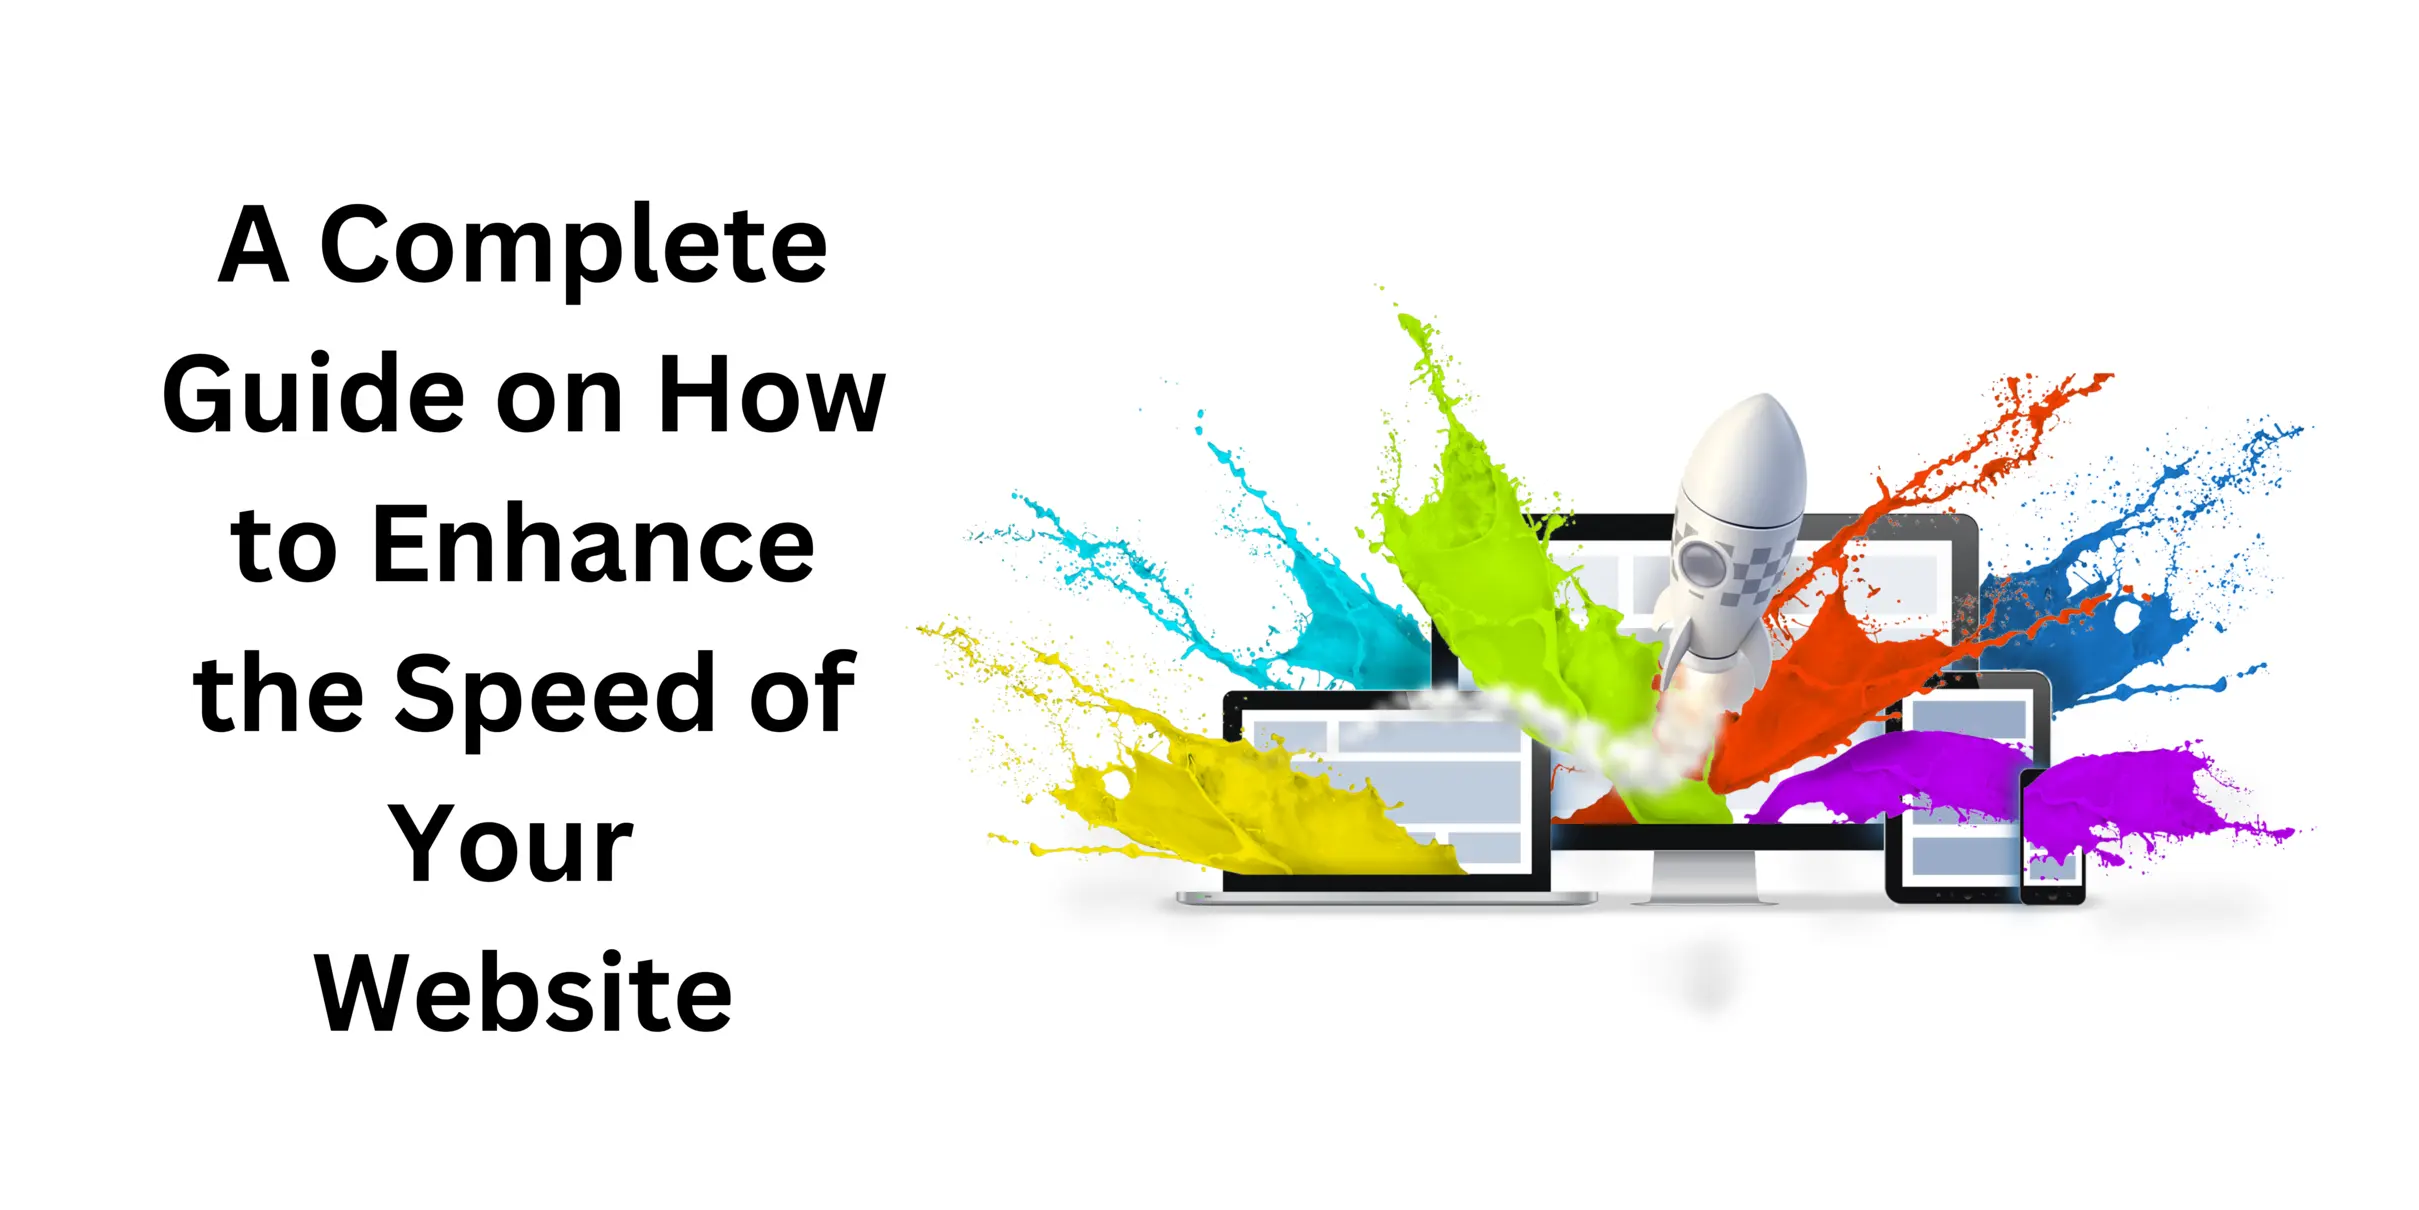 A Complete
Guide on How
to Enhance
the Speed of
Your
Website